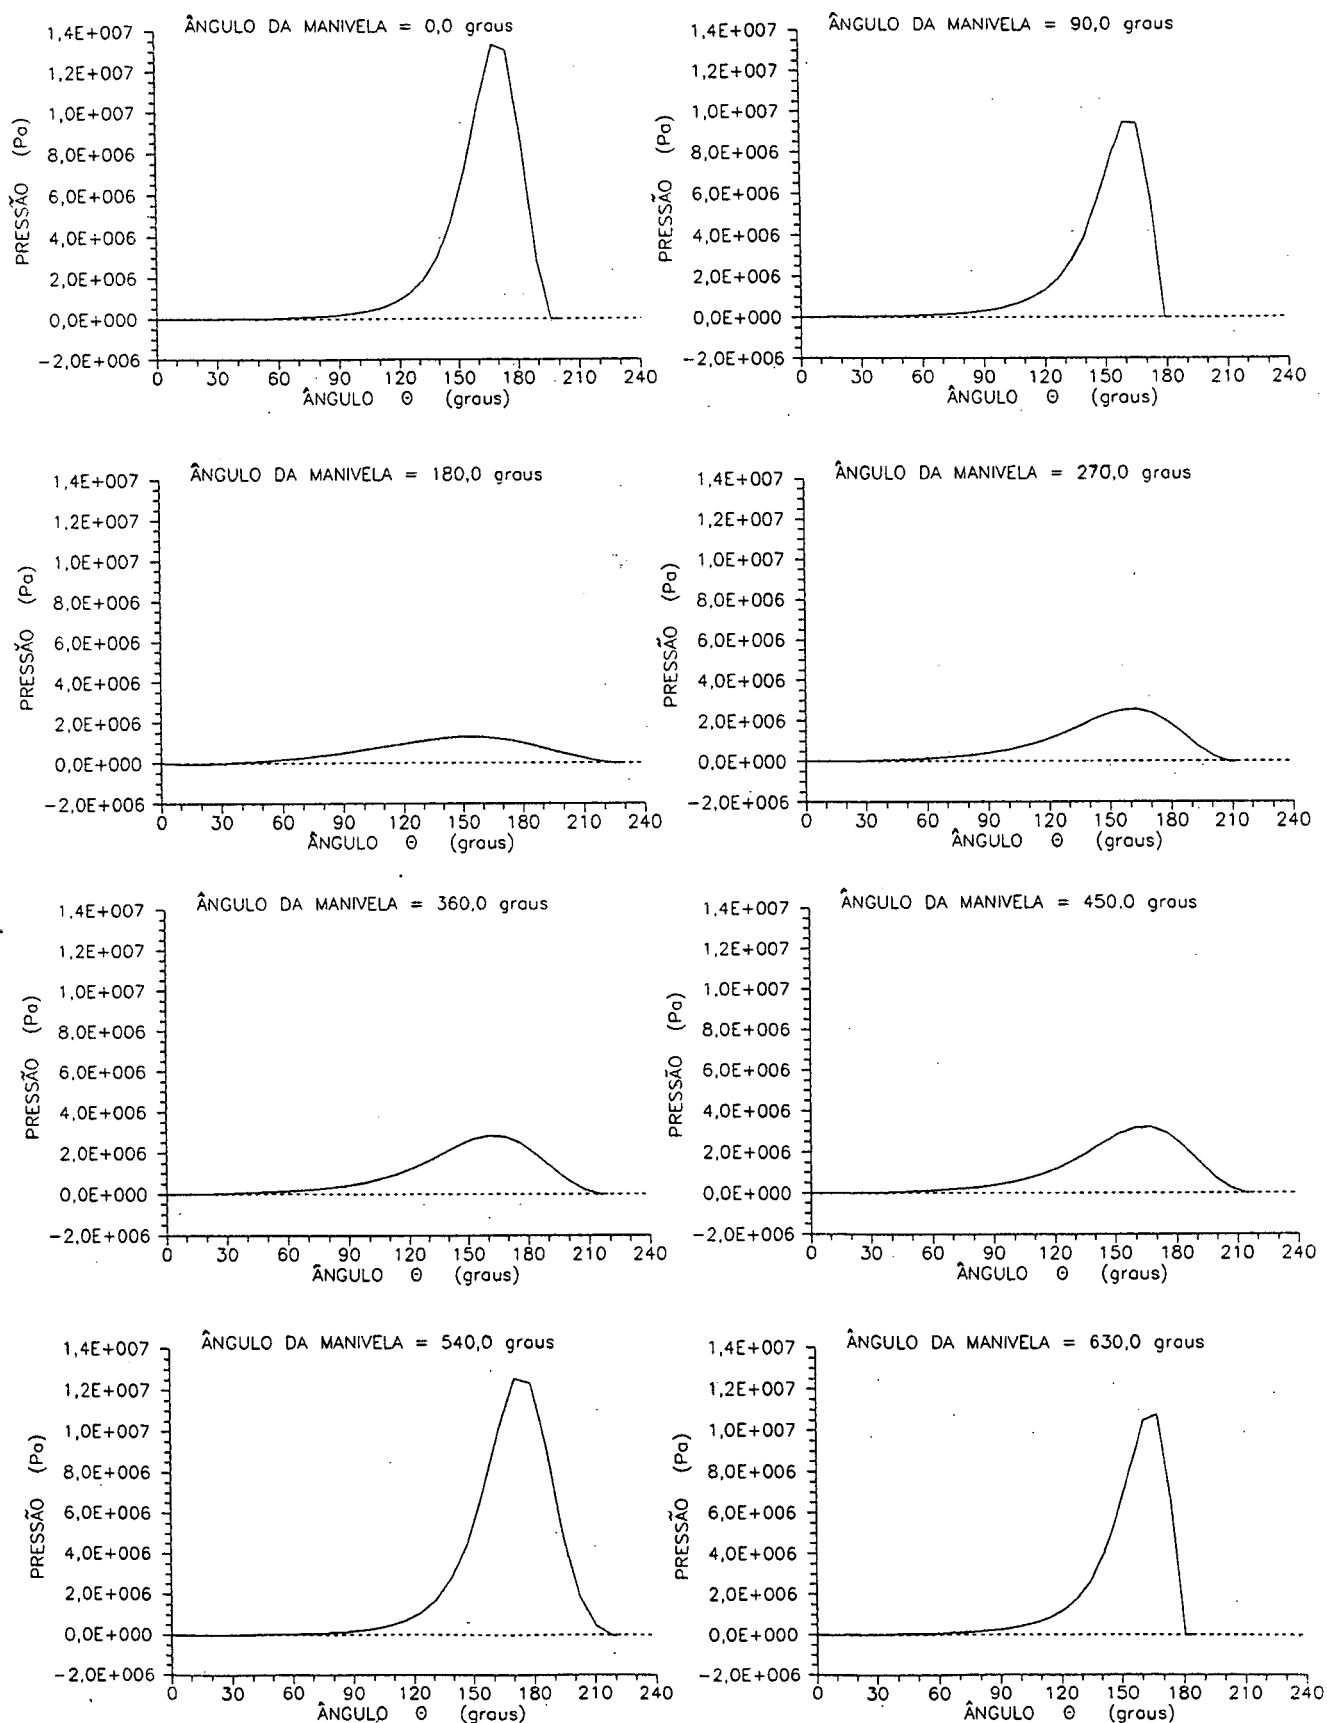 ÂNGULO DA MANIVELA = 0,0 graus
1,4E+007
1,2E+007
1,0E+007
8,0E+006
6,0E+006
4,0E+006
2,0E+006
0,0E+000
−2,0E+006
PRESSÃO (Pa)
0 30 60 90 120 150 180 210 240
ÂNGULO Θ (graus)
ÂNGULO DA MANIVELA = 90,0 graus
1,4E+007
1,2E+007
1,0E+007
8,0E+006
6,0E+006
4,0E+006
2,0E+006
0,0E+000
−2,0E+006
PRESSÃO (Pa)
0 30 60 90 120 150 180 210 240
ÂNGULO Θ (graus)
ÂNGULO DA MANIVELA = 180,0 graus
1,4E+007
1,2E+007
1,0E+007
8,0E+006
6,0E+006
4,0E+006
2,0E+006
0,0E+000
−2,0E+006
PRESSÃO (Pa)
0 30 60 90 120 150 180 210 240
ÂNGULO Θ (graus)
ÂNGULO DA MANIVELA = 270,0 graus
1,4E+007
1,2E+007
1,0E+007
8,0E+006
6,0E+006
4,0E+006
2,0E+006
0,0E+000
−2,0E+006
PRESSÃO (Pa)
0 30 60 90 120 150 180 210 240
ÂNGULO Θ (graus)
ÂNGULO DA MANIVELA = 360,0 graus
1,4E+007
1,2E+007
1,0E+007
8,0E+006
6,0E+006
4,0E+006
2,0E+006
0,0E+000
−2,0E+006
PRESSÃO (Pa)
0 30 60 90 120 150 180 210 240
ÂNGULO Θ (graus)
ÂNGULO DA MANIVELA = 450,0 graus
1,4E+007
1,2E+007
1,0E+007
8,0E+006
6,0E+006
4,0E+006
2,0E+006
0,0E+000
−2,0E+006
PRESSÃO (Pa)
0 30 60 90 120 150 180 210 240
ÂNGULO Θ (graus)
ÂNGULO DA MANIVELA = 540,0 graus
1,4E+007
1,2E+007
1,0E+007
8,0E+006
6,0E+006
4,0E+006
2,0E+006
0,0E+000
−2,0E+006
PRESSÃO (Pa)
0 30 60 90 120 150 180 210 240
ÂNGULO Θ (graus)
ÂNGULO DA MANIVELA = 630,0 graus
1,4E+007
1,2E+007
1,0E+007
8,0E+006
6,0E+006
4,0E+006
2,0E+006
0,0E+000
−2,0E+006
PRESSÃO (Pa)
0 30 60 90 120 150 180 210 240
ÂNGULO Θ (graus)